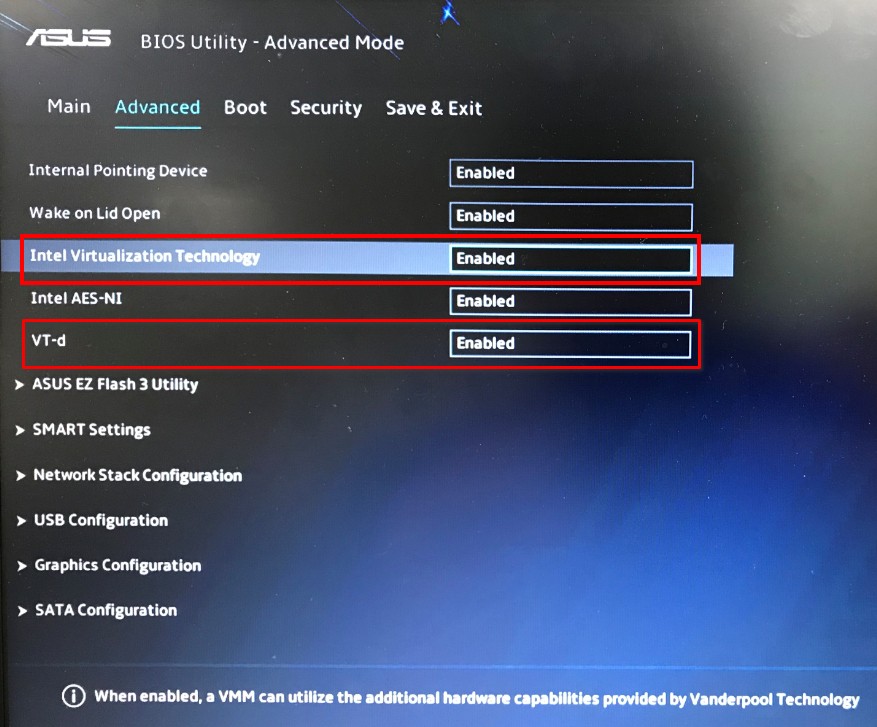 ASUS BIOS Utility - Advanced Mode
Main Advanced Boot Security Save & Exit
Internal Pointing Device Enabled
Wake on Lid Open Enabled
Intel Virtualization Technology Enabled
Intel AES-NI Enabled
VT-d Enabled
> ASUS EZ Flash 3 Utility
> SMART Settings
> Network Stack Configuration
> USB Configuration
> Graphics Configuration
> SATA Configuration
i When enabled, a VMM can utilize the additional hardware capabilities provided by Vanderpool Technology